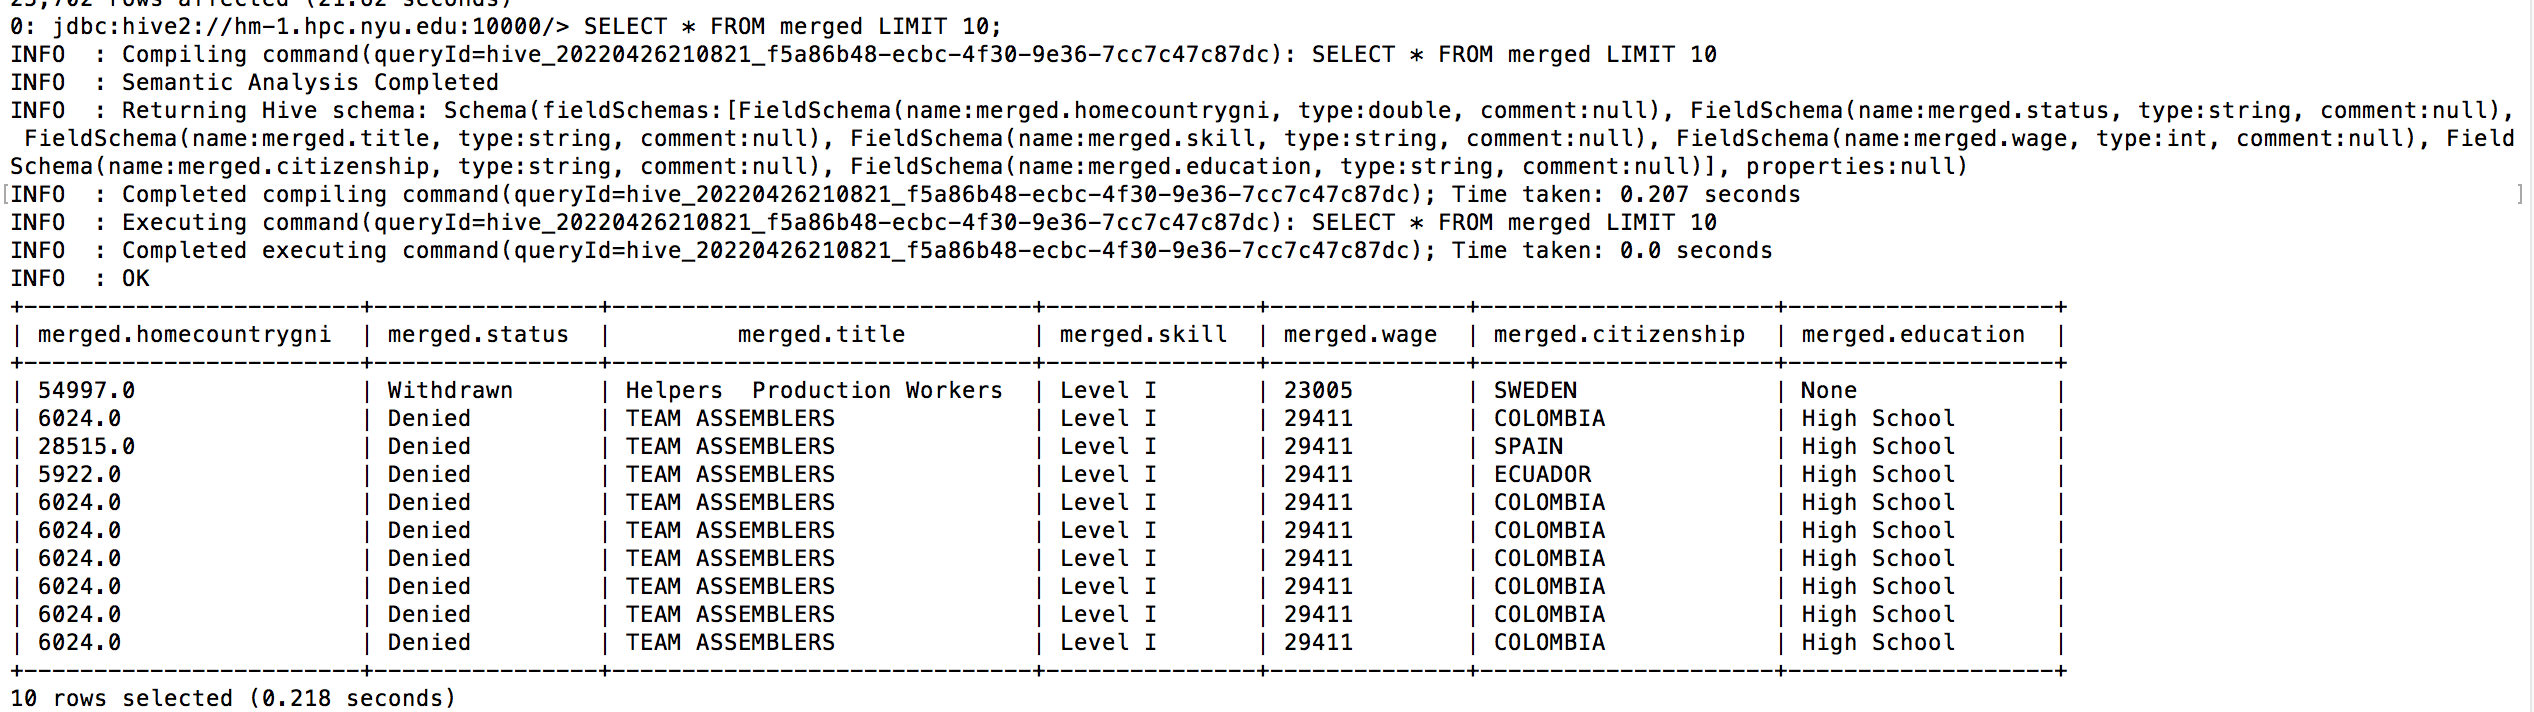 23,702 rows affected (21.82 seconds)
0: jdbc:hive2://hm-1.hpc.nyu.edu:10000/> SELECT * FROM merged LIMIT 10;
INFO  : Compiling command(queryId=hive_20220426210821_f5a86b48-ecbc-4f30-9e36-7cc7c47c87dc): SELECT * FROM merged LIMIT 10
INFO  : Semantic Analysis Completed
INFO  : Returning Hive schema: Schema(fieldSchemas:[FieldSchema(name:merged.homecountrygni, type:double, comment:null), FieldSchema(name:merged.status, type:string, comment:null),
 FieldSchema(name:merged.title, type:string, comment:null), FieldSchema(name:merged.skill, type:string, comment:null), FieldSchema(name:merged.wage, type:int, comment:null), Field
Schema(name:merged.citizenship, type:string, comment:null), FieldSchema(name:merged.education, type:string, comment:null)], properties:null)
[INFO  : Completed compiling command(queryId=hive_20220426210821_f5a86b48-ecbc-4f30-9e36-7cc7c47c87dc); Time taken: 0.207 seconds ]
INFO  : Executing command(queryId=hive_20220426210821_f5a86b48-ecbc-4f30-9e36-7cc7c47c87dc): SELECT * FROM merged LIMIT 10
INFO  : Completed executing command(queryId=hive_20220426210821_f5a86b48-ecbc-4f30-9e36-7cc7c47c87dc); Time taken: 0.0 seconds
INFO  : OK
+------------------------+----------------+------------------------------+---------------+--------------+---------------------+-------------------+
| merged.homecountrygni  | merged.status  |         merged.title         | merged.skill  | merged.wage  | merged.citizenship  | merged.education  |
+------------------------+----------------+------------------------------+---------------+--------------+---------------------+-------------------+
| 54997.0                | Withdrawn      | Helpers  Production Workers  | Level I       | 23005        | SWEDEN              | None              |
| 6024.0                 | Denied         | TEAM ASSEMBLERS              | Level I       | 29411        | COLOMBIA            | High School       |
| 28515.0                | Denied         | TEAM ASSEMBLERS              | Level I       | 29411        | SPAIN               | High School       |
| 5922.0                 | Denied         | TEAM ASSEMBLERS              | Level I       | 29411        | ECUADOR             | High School       |
| 6024.0                 | Denied         | TEAM ASSEMBLERS              | Level I       | 29411        | COLOMBIA            | High School       |
| 6024.0                 | Denied         | TEAM ASSEMBLERS              | Level I       | 29411        | COLOMBIA            | High School       |
| 6024.0                 | Denied         | TEAM ASSEMBLERS              | Level I       | 29411        | COLOMBIA            | High School       |
| 6024.0                 | Denied         | TEAM ASSEMBLERS              | Level I       | 29411        | COLOMBIA            | High School       |
| 6024.0                 | Denied         | TEAM ASSEMBLERS              | Level I       | 29411        | COLOMBIA            | High School       |
| 6024.0                 | Denied         | TEAM ASSEMBLERS              | Level I       | 29411        | COLOMBIA            | High School       |
+------------------------+----------------+------------------------------+---------------+--------------+---------------------+-------------------+
10 rows selected (0.218 seconds)